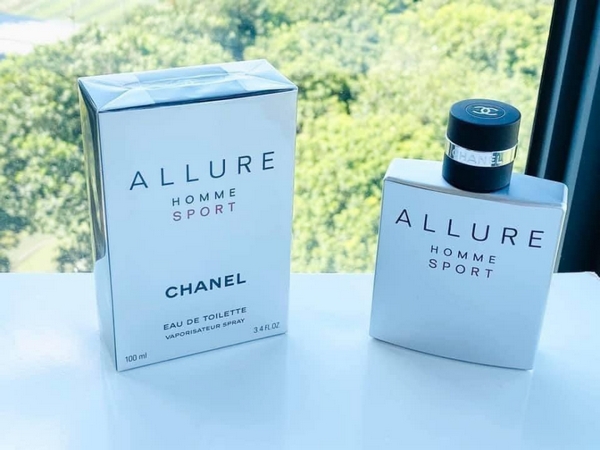 ALLURE
HOMME
SPORT
CHANEL
EAU DE TOILETTE
VAPORISATEUR SPRAY
100 ml
3.4 FL.OZ.
CHANEL
ALLURE
HOMME
SPORT